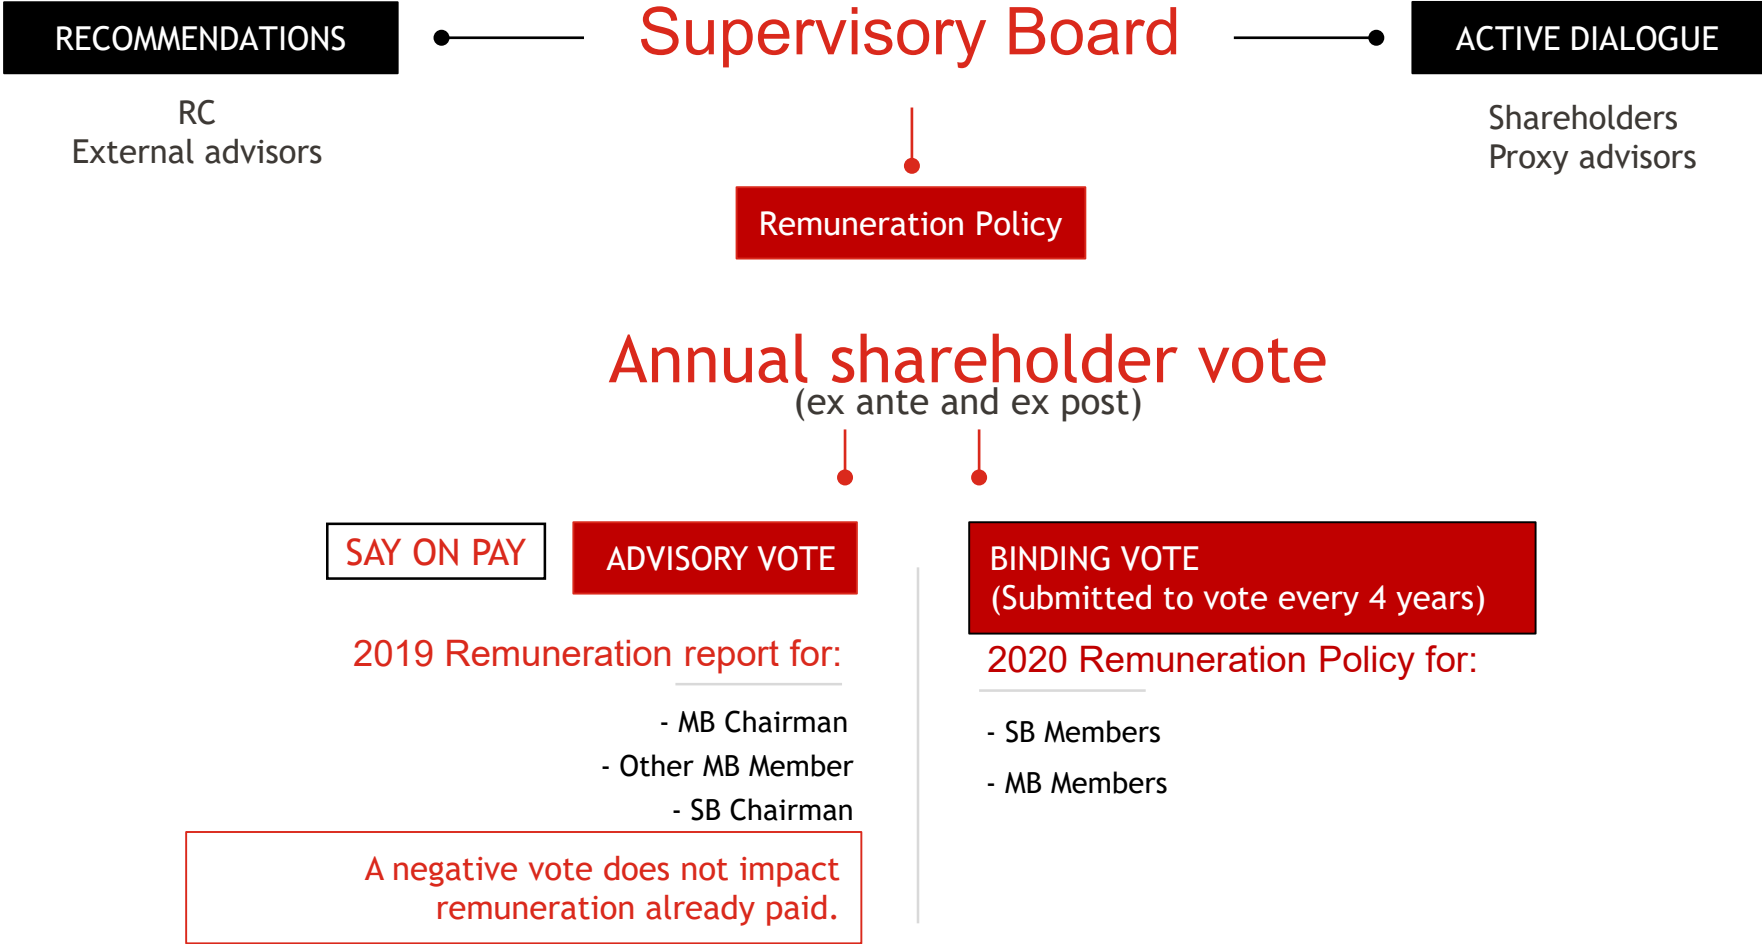 RECOMMENDATIONS
Supervisory Board
ACTIVE DIALOGUE
RC
External advisors
Shareholders
Proxy advisors
Remuneration Policy
Annual shareholder vote
(ex ante and ex post)
SAY ON PAY
ADVISORY VOTE
2019 Remuneration report for:
- MB Chairman
- Other MB Member
- SB Chairman
A negative vote does not impact
remuneration already paid.
BINDING VOTE
(Submitted to vote every 4 years)
2020 Remuneration Policy for:
- SB Members
- MB Members